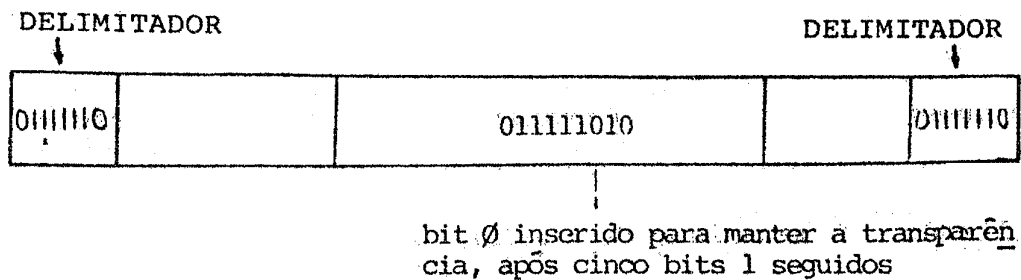 DELIMITADOR DELIMITADOR
01111110 011111010 01111110
bit Ø inserido para manter a transparên
cia, após cinco bits 1 seguidos